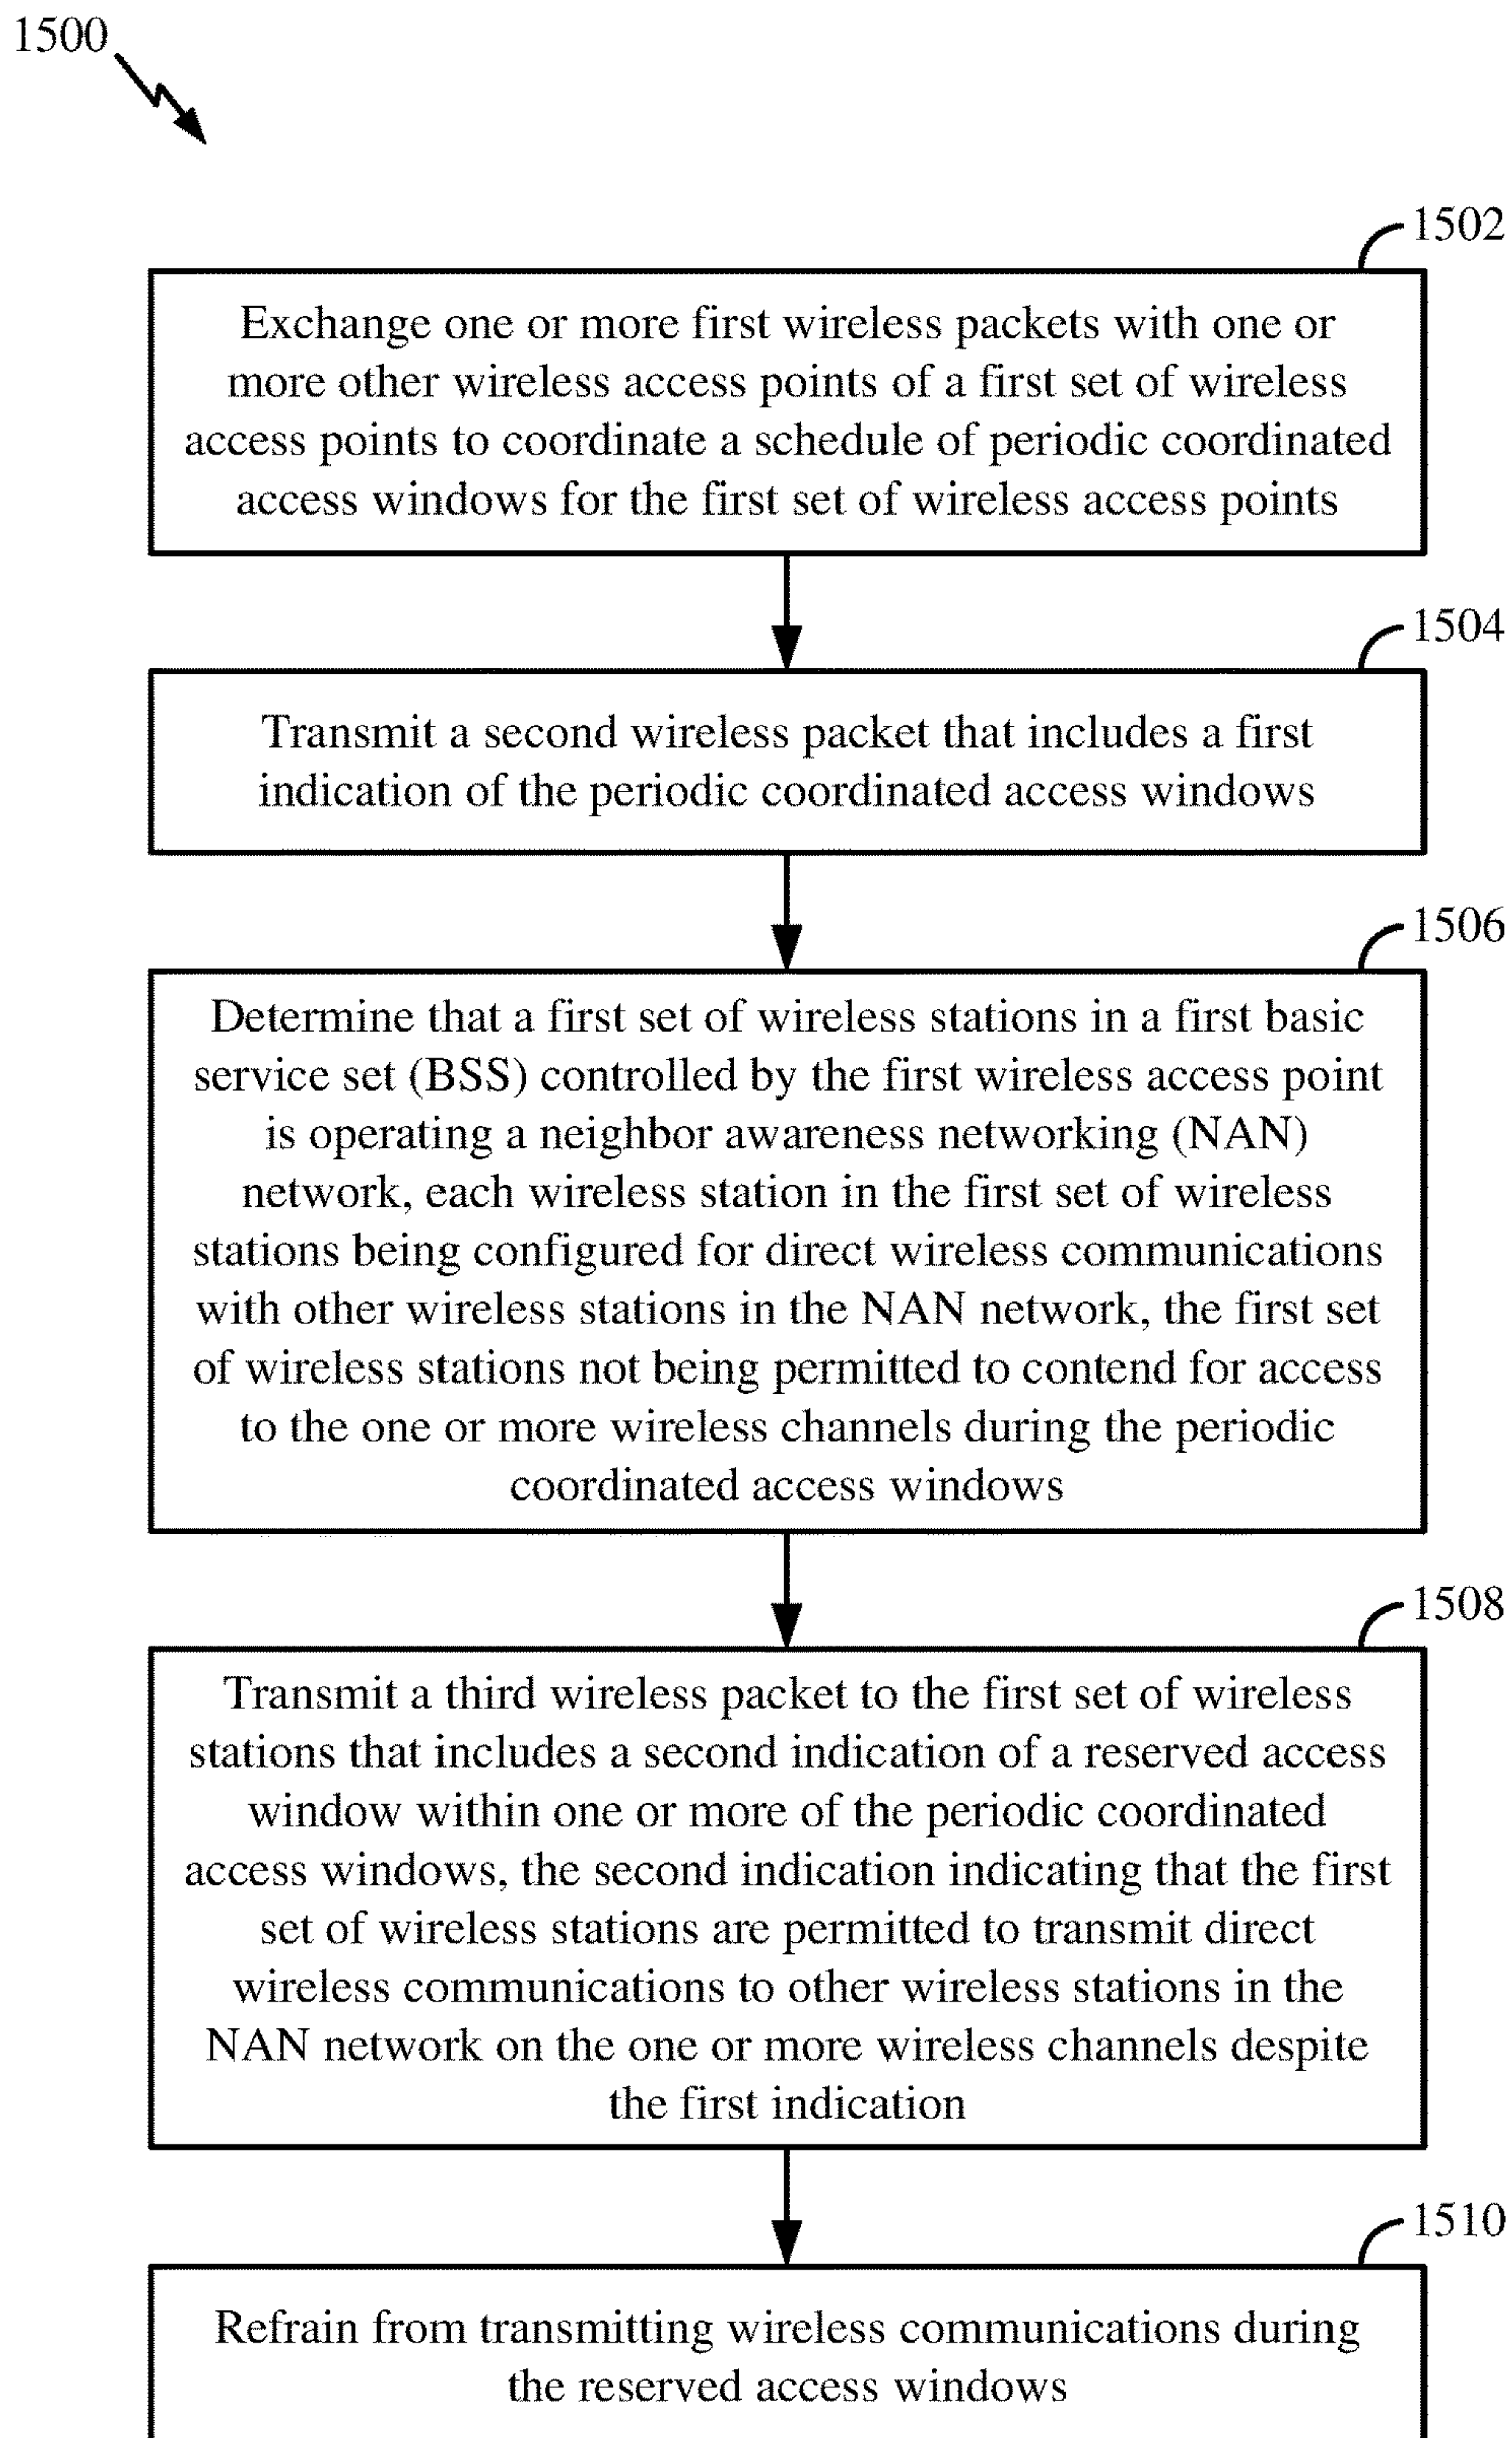 1500
1502
Exchange one or more first wireless packets with one or
more other wireless access points of a first set of wireless
access points to coordinate a schedule of periodic coordinated
access windows for the first set of wireless access points
1504
Transmit a second wireless packet that includes a first
indication of the periodic coordinated access windows
1506
Determine that a first set of wireless stations in a first basic
service set (BSS) controlled by the first wireless access point
is operating a neighbor awareness networking (NAN)
network, each wireless station in the first set of wireless
stations being configured for direct wireless communications
with other wireless stations in the NAN network, the first set
of wireless stations not being permitted to contend for access
to the one or more wireless channels during the periodic
coordinated access windows
1508
Transmit a third wireless packet to the first set of wireless
stations that includes a second indication of a reserved access
window within one or more of the periodic coordinated
access windows, the second indication indicating that the first
set of wireless stations are permitted to transmit direct
wireless communications to other wireless stations in the
NAN network on the one or more wireless channels despite
the first indication
1510
Refrain from transmitting wireless communications during
the reserved access windows